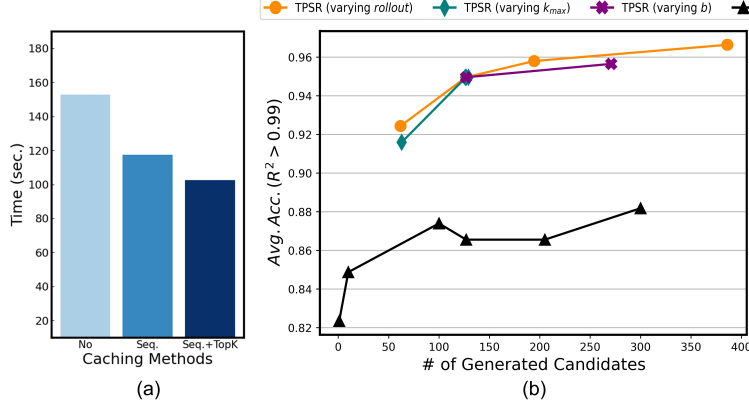 TPSR (varying rollout) TPSR (varying k_max) TPSR (varying b)
180
160
140
120
100
80
60
40
20
Time (sec.)
No Seq. Seq.+TopK
Caching Methods
(a)
0.96
0.94
0.92
0.90
0.88
0.86
0.84
0.82
Avg. Acc. (R² > 0.99)
0 50 100 150 200 250 300 350 400
# of Generated Candidates
(b)